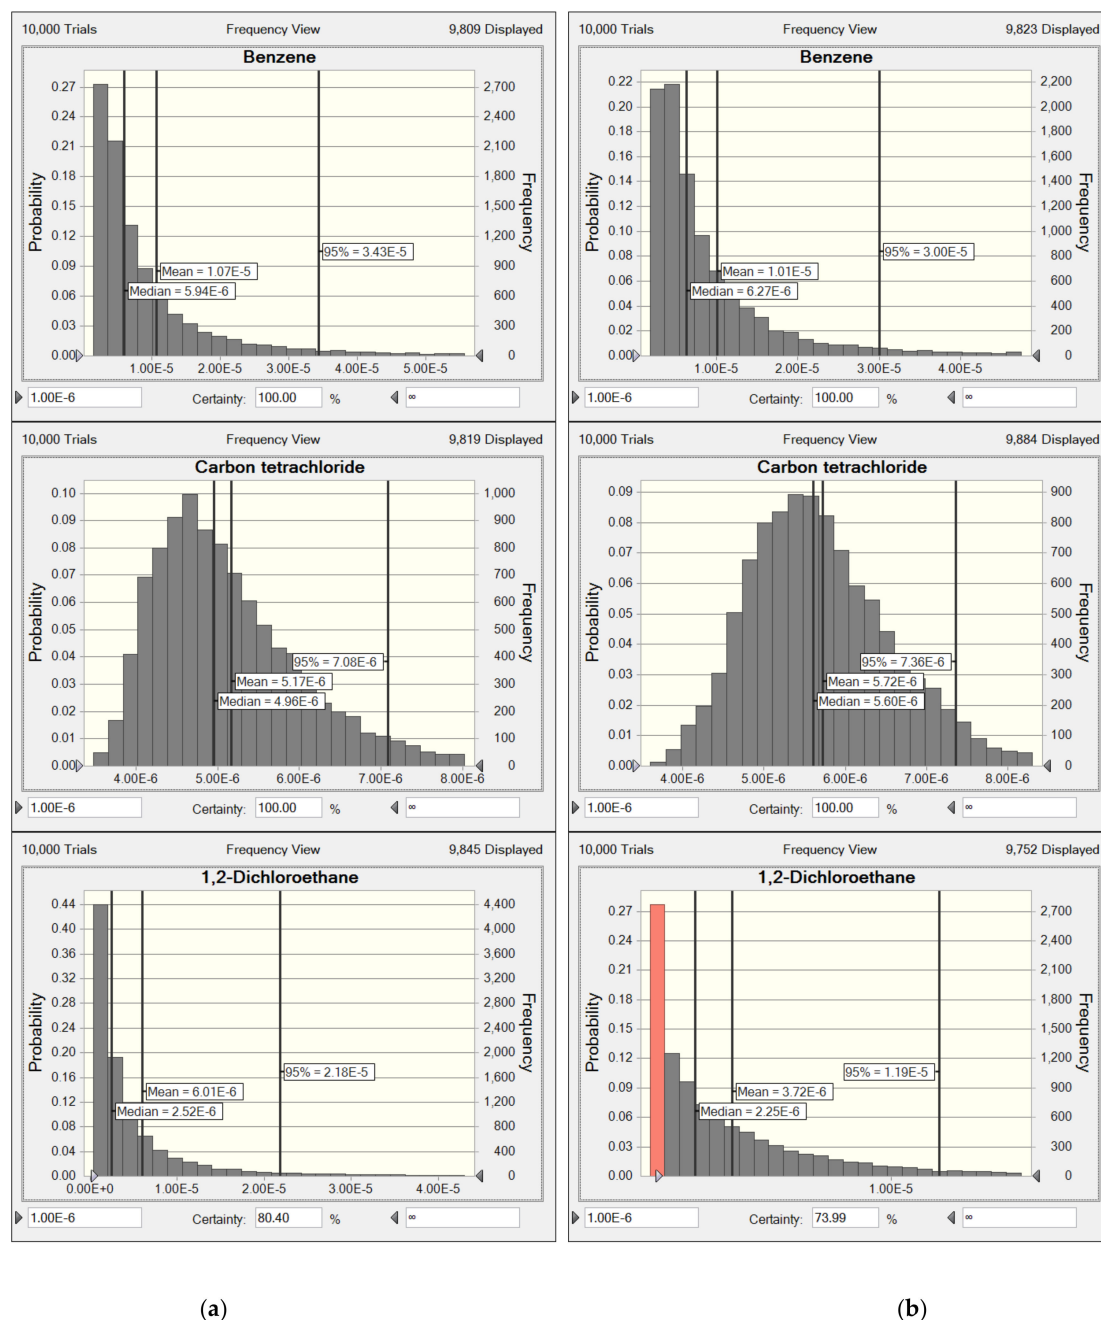 10,000 Trials Frequency View 9,809 Displayed
Benzene
0.27 2,700
0.24 2,400
0.21 2,100
0.18 1,800
0.15 1,500
0.12 1,200
0.09 900
0.06 600
0.03 300
0.00 0
Probability
Frequency
95% = 3.43E-5
Mean = 1.07E-5
Median = 5.94E-6
1.00E-5 2.00E-5 3.00E-5 4.00E-5 5.00E-5
1.00E-6 Certainty: 100.00 % ∞
10,000 Trials Frequency View 9,819 Displayed
Carbon tetrachloride
0.10 1,000
0.09 900
0.08 800
0.07 700
0.06 600
0.05 500
0.04 400
0.03 300
0.02 200
0.01 100
0.00 0
Probability
Frequency
95% = 7.08E-6
Mean = 5.17E-6
Median = 4.96E-6
4.00E-6 5.00E-6 6.00E-6 7.00E-6 8.00E-6
1.00E-6 Certainty: 100.00 % ∞
10,000 Trials Frequency View 9,845 Displayed
1,2-Dichloroethane
0.44 4,400
0.40 4,000
0.36 3,600
0.32 3,200
0.28 2,800
0.24 2,400
0.20 2,000
0.16 1,600
0.12 1,200
0.08 800
0.04 400
0.00 0
Probability
Frequency
95% = 2.18E-5
Mean = 6.01E-6
Median = 2.52E-6
0.00E+0 1.00E-5 2.00E-5 3.00E-5 4.00E-5
1.00E-6 Certainty: 80.40 % ∞
(a)
10,000 Trials Frequency View 9,823 Displayed
Benzene
0.22 2,200
0.20 2,000
0.18 1,800
0.16 1,600
0.14 1,400
0.12 1,200
0.10 1,000
0.08 800
0.06 600
0.04 400
0.02 200
0.00 0
Probability
Frequency
95% = 3.00E-5
Mean = 1.01E-5
Median = 6.27E-6
1.00E-5 2.00E-5 3.00E-5 4.00E-5
1.00E-6 Certainty: 100.00 % ∞
10,000 Trials Frequency View 9,884 Displayed
Carbon tetrachloride
0.09 900
0.08 800
0.07 700
0.06 600
0.05 500
0.04 400
0.03 300
0.02 200
0.01 100
0.00 0
Probability
Frequency
95% = 7.36E-6
Mean = 5.72E-6
Median = 5.60E-6
4.00E-6 5.00E-6 6.00E-6 7.00E-6 8.00E-6
1.00E-6 Certainty: 100.00 % ∞
10,000 Trials Frequency View 9,752 Displayed
1,2-Dichloroethane
0.27 2,700
0.24 2,400
0.21 2,100
0.18 1,800
0.15 1,500
0.12 1,200
0.09 900
0.06 600
0.03 300
0.00 0
Probability
Frequency
95% = 1.19E-5
Mean = 3.72E-6
Median = 2.25E-6
1.00E-5
1.00E-6 Certainty: 73.99 % ∞
(b)